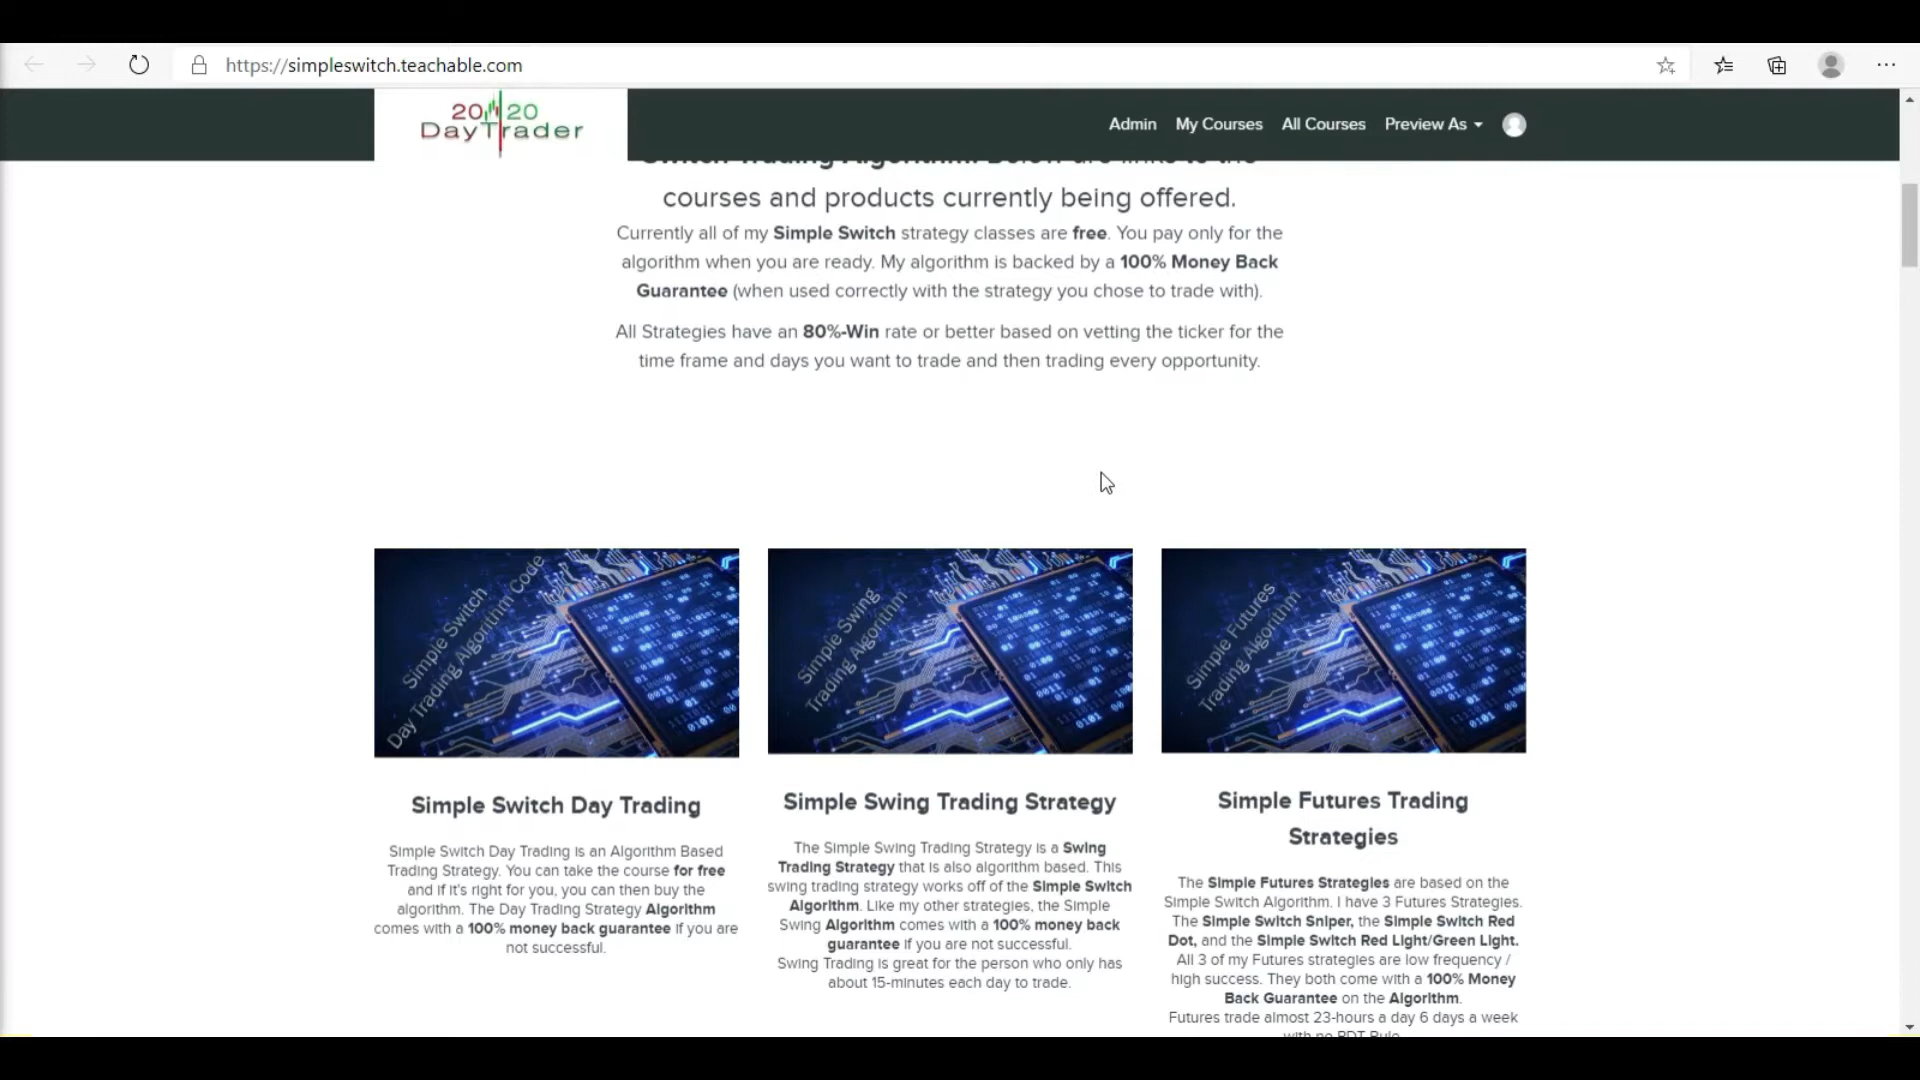 https://simpleswitch.teachable.com
20 20
DayTrader
Admin My Courses All Courses Preview As
Switch Trading Algorithm. Below are links to the
courses and products currently being offered.
Currently all of my Simple Switch strategy classes are free. You pay only for the
algorithm when you are ready. My algorithm is backed by a 100% Money Back
Guarantee (when used correctly with the strategy you chose to trade with).
All Strategies have an 80%-Win rate or better based on vetting the ticker for the
time frame and days you want to trade and then trading every opportunity.
Simple Switch
Day Trading Algorithm Code
Simple Swing
Trading Algorithm
Simple Futures
Trading Algorithm
Simple Switch Day Trading
Simple Switch Day Trading is an Algorithm Based
Trading Strategy. You can take the course for free
and if it's right for you, you can then buy the
algorithm. The Day Trading Strategy Algorithm
comes with a 100% money back guarantee if you are
not successful.
Simple Swing Trading Strategy
The Simple Swing Trading Strategy is a Swing
Trading Strategy that is also algorithm based. This
swing trading strategy works off of the Simple Switch
Algorithm. Like my other strategies, the Simple
Swing Algorithm comes with a 100% money back
guarantee if you are not successful.
Swing Trading is great for the person who only has
about 15-minutes each day to trade.
Simple Futures Trading
Strategies
The Simple Futures Strategies are based on the
Simple Switch Algorithm. I have 3 Futures Strategies.
The Simple Switch Sniper, the Simple Switch Red
Dot, and the Simple Switch Red Light/Green Light.
All 3 of my Futures strategies are low frequency /
high success. They both come with a 100% Money
Back Guarantee on the Algorithm.
Futures trade almost 23-hours a day 6 days a week
with no PDT Rule